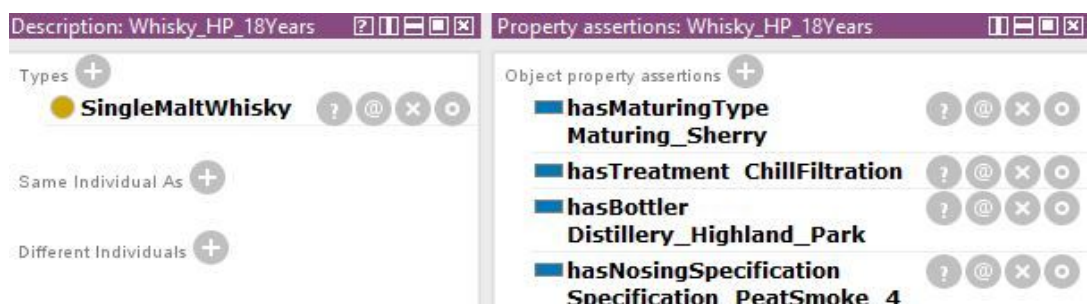 Description: Whisky_HP_18Years
Types
SingleMaltWhisky
Same Individual As
Different Individuals
Property assertions: Whisky_HP_18Years
Object property assertions
hasMaturingType
Maturing_Sherry
hasTreatment ChillFiltration
hasBottler
Distillery_Highland_Park
hasNosingSpecification
Specification_PeatSmoke_4